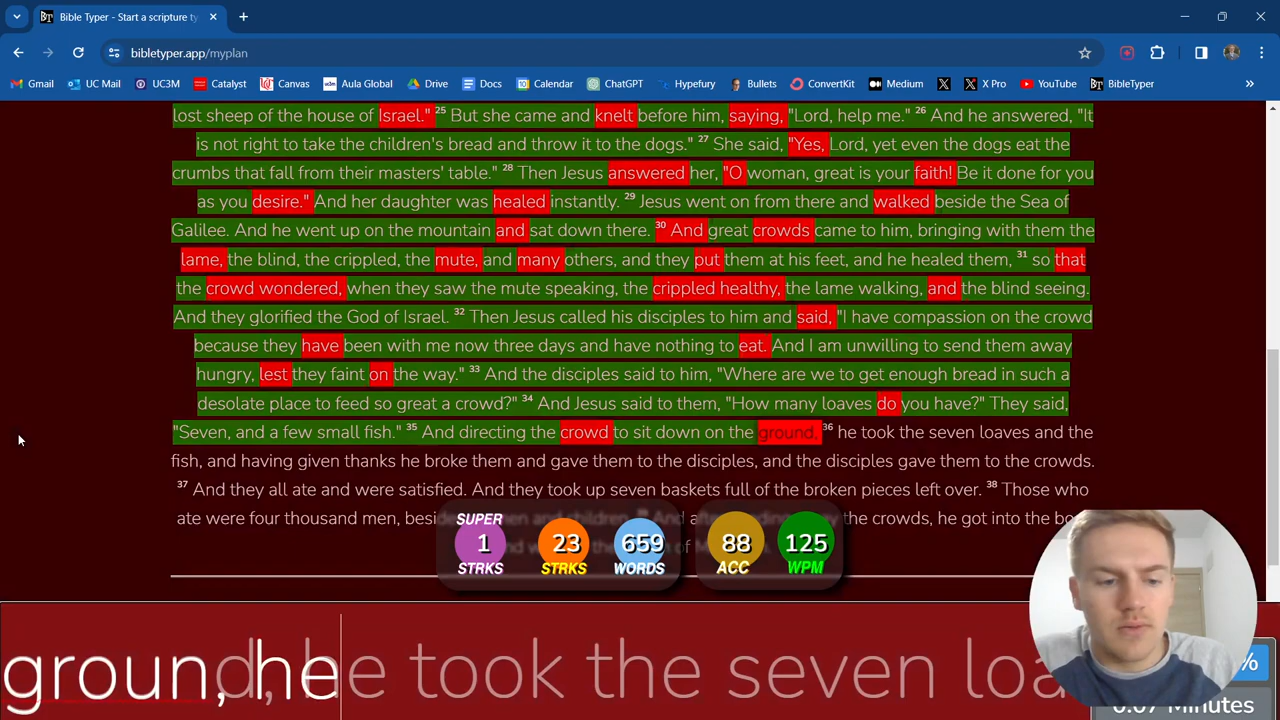 Bible Typer - Start a scripture ty
bibletyper.app/myplan
Gmail UC Mail UC3M Catalyst Canvas Aula Global Drive Docs Calendar ChatGPT Hypefury Bullets ConvertKit Medium X X Pro YouTube BibleTyper »
lost sheep of the house of Israel." 25 But she came and knelt before him, saying, "Lord, help me." 26 And he answered, "It
is not right to take the children's bread and throw it to the dogs." 27 She said, "Yes, Lord, yet even the dogs eat the
crumbs that fall from their masters' table." 28 Then Jesus answered her, "O woman, great is your faith! Be it done for you
as you desire." And her daughter was healed instantly. 29 Jesus went on from there and walked beside the Sea of
Galilee. And he went up on the mountain and sat down there. 30 And great crowds came to him, bringing with them the
lame, the blind, the crippled, the mute, and many others, and they put them at his feet, and he healed them, 31 so that
the crowd wondered, when they saw the mute speaking, the crippled healthy, the lame walking, and the blind seeing.
And they glorified the God of Israel. 32 Then Jesus called his disciples to him and said, "I have compassion on the crowd
because they have been with me now three days and have nothing to eat. And I am unwilling to send them away
hungry, lest they faint on the way." 33 And the disciples said to him, "Where are we to get enough bread in such a
desolate place to feed so great a crowd?" 34 And Jesus said to them, "How many loaves do you have?" They said,
"Seven, and a few small fish." 35 And directing the crowd to sit down on the ground, 36 he took the seven loaves and the
fish, and having given thanks he broke them and gave them to the disciples, and the disciples gave them to the crowds.
37 And they all ate and were satisfied. And they took up seven baskets full of the broken pieces left over. 38 Those who
ate were four thousand men, besides women and children. And after the crowds, he got into the
SUPER
1 23 659 88 125
STRKS STRKS WORDS ACC WPM
groun, he
d, he took the seven loa
%
0.07 Minutes